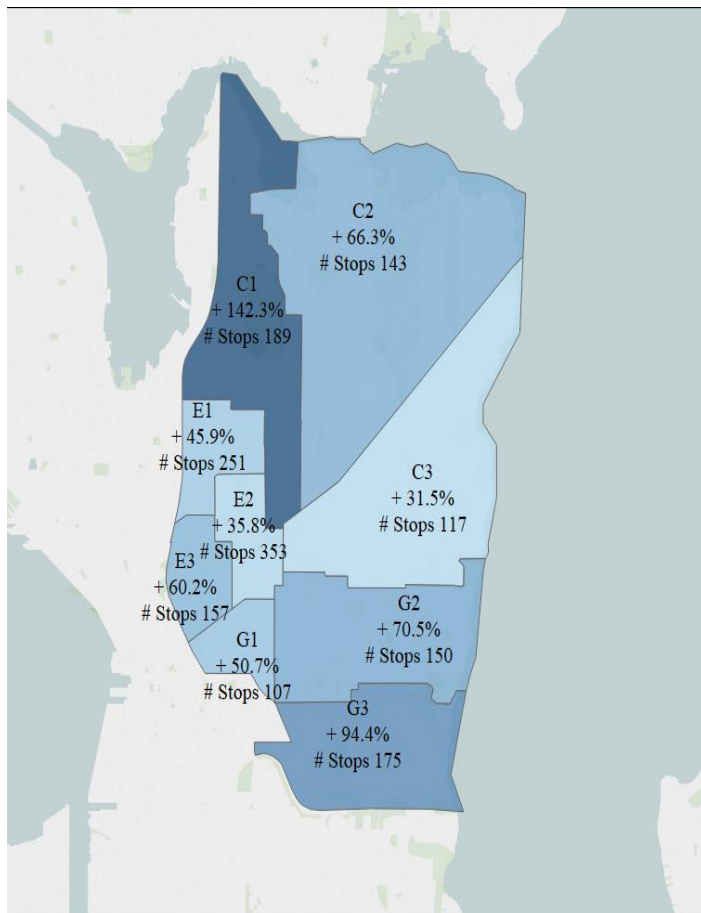 C2
+ 66.3%
# Stops 143
C1
+ 142.3%
# Stops 189
E1
+ 45.9%
# Stops 251
C3
+ 31.5%
# Stops 117
E2
+ 35.8%
# Stops 353
E3
+ 60.2%
# Stops 157
G2
+ 70.5%
# Stops 150
G1
+ 50.7%
# Stops 107
G3
+ 94.4%
# Stops 175